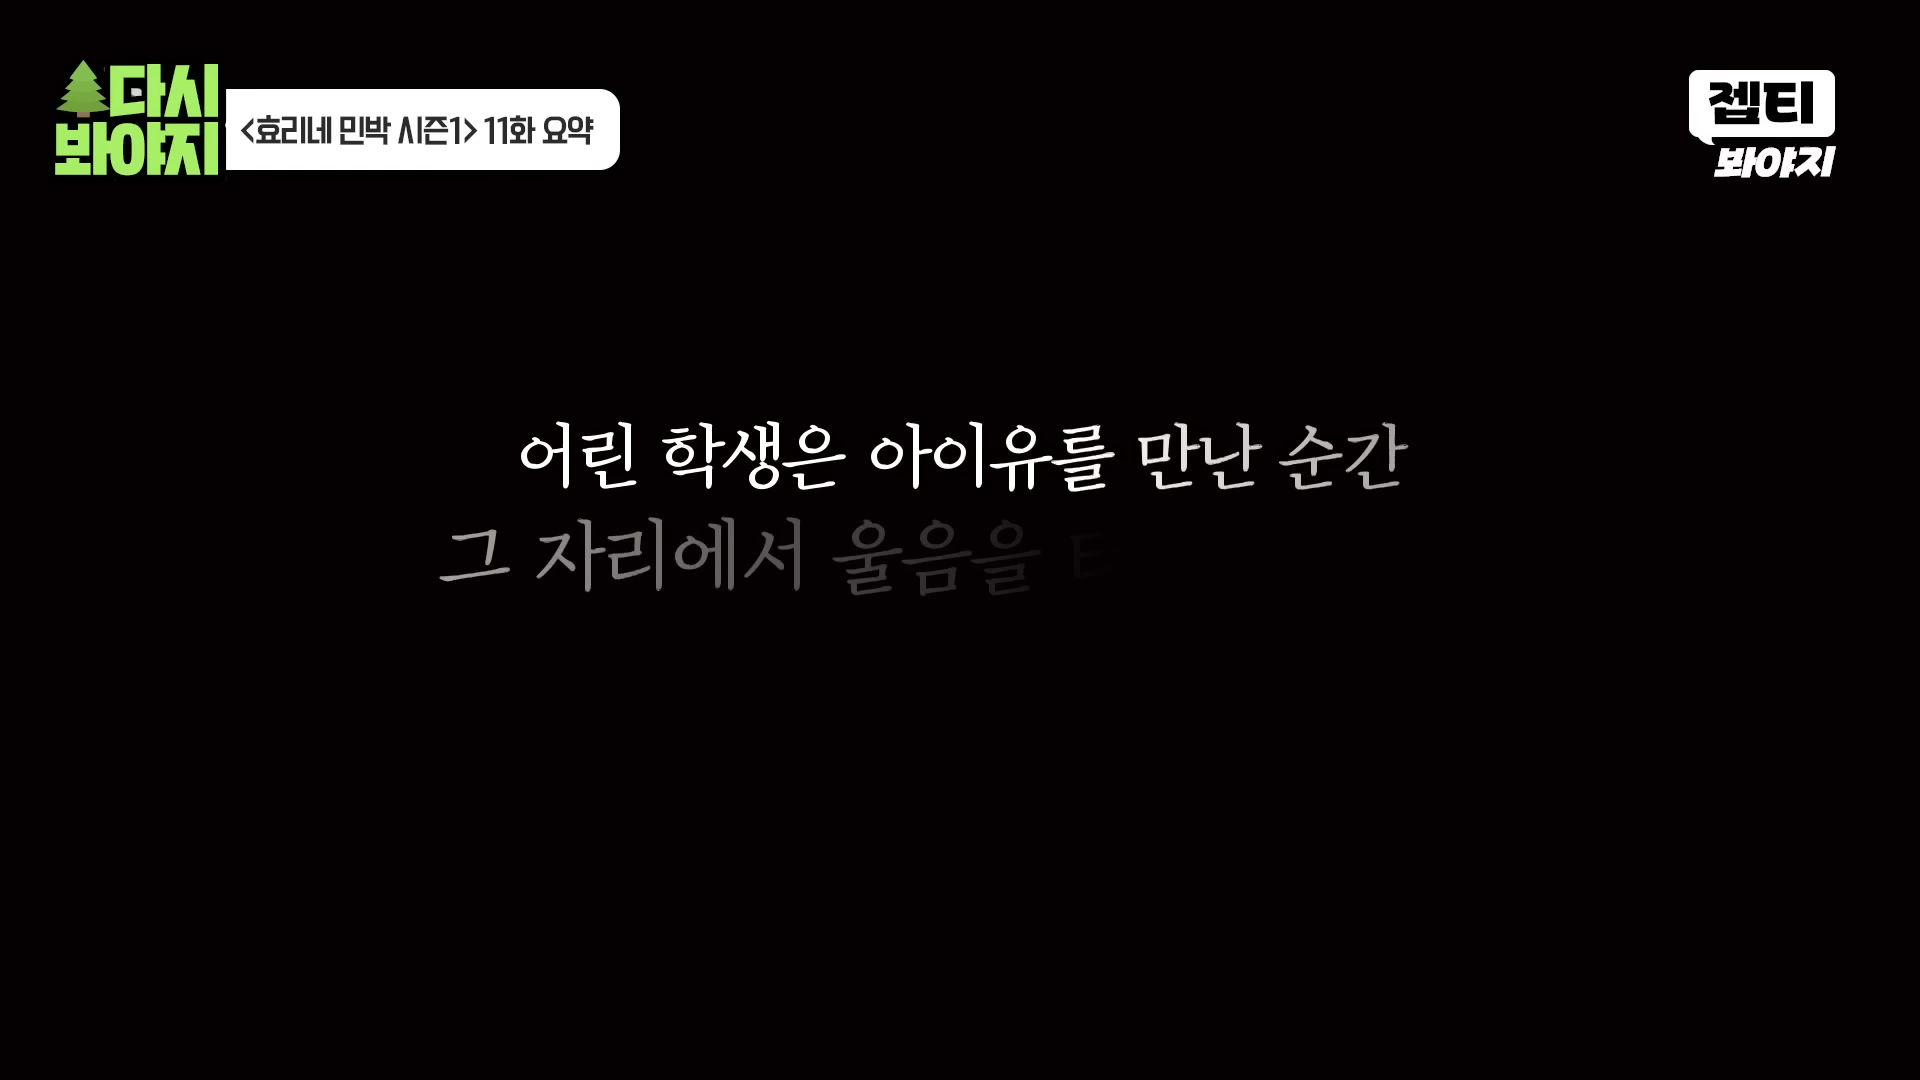 다시
봐야지
<효리네 민박 시즌1> 11화 요약
젭티
봐야지
어린 학생은 아이유를 만난 순간
그 자리에서 울음을